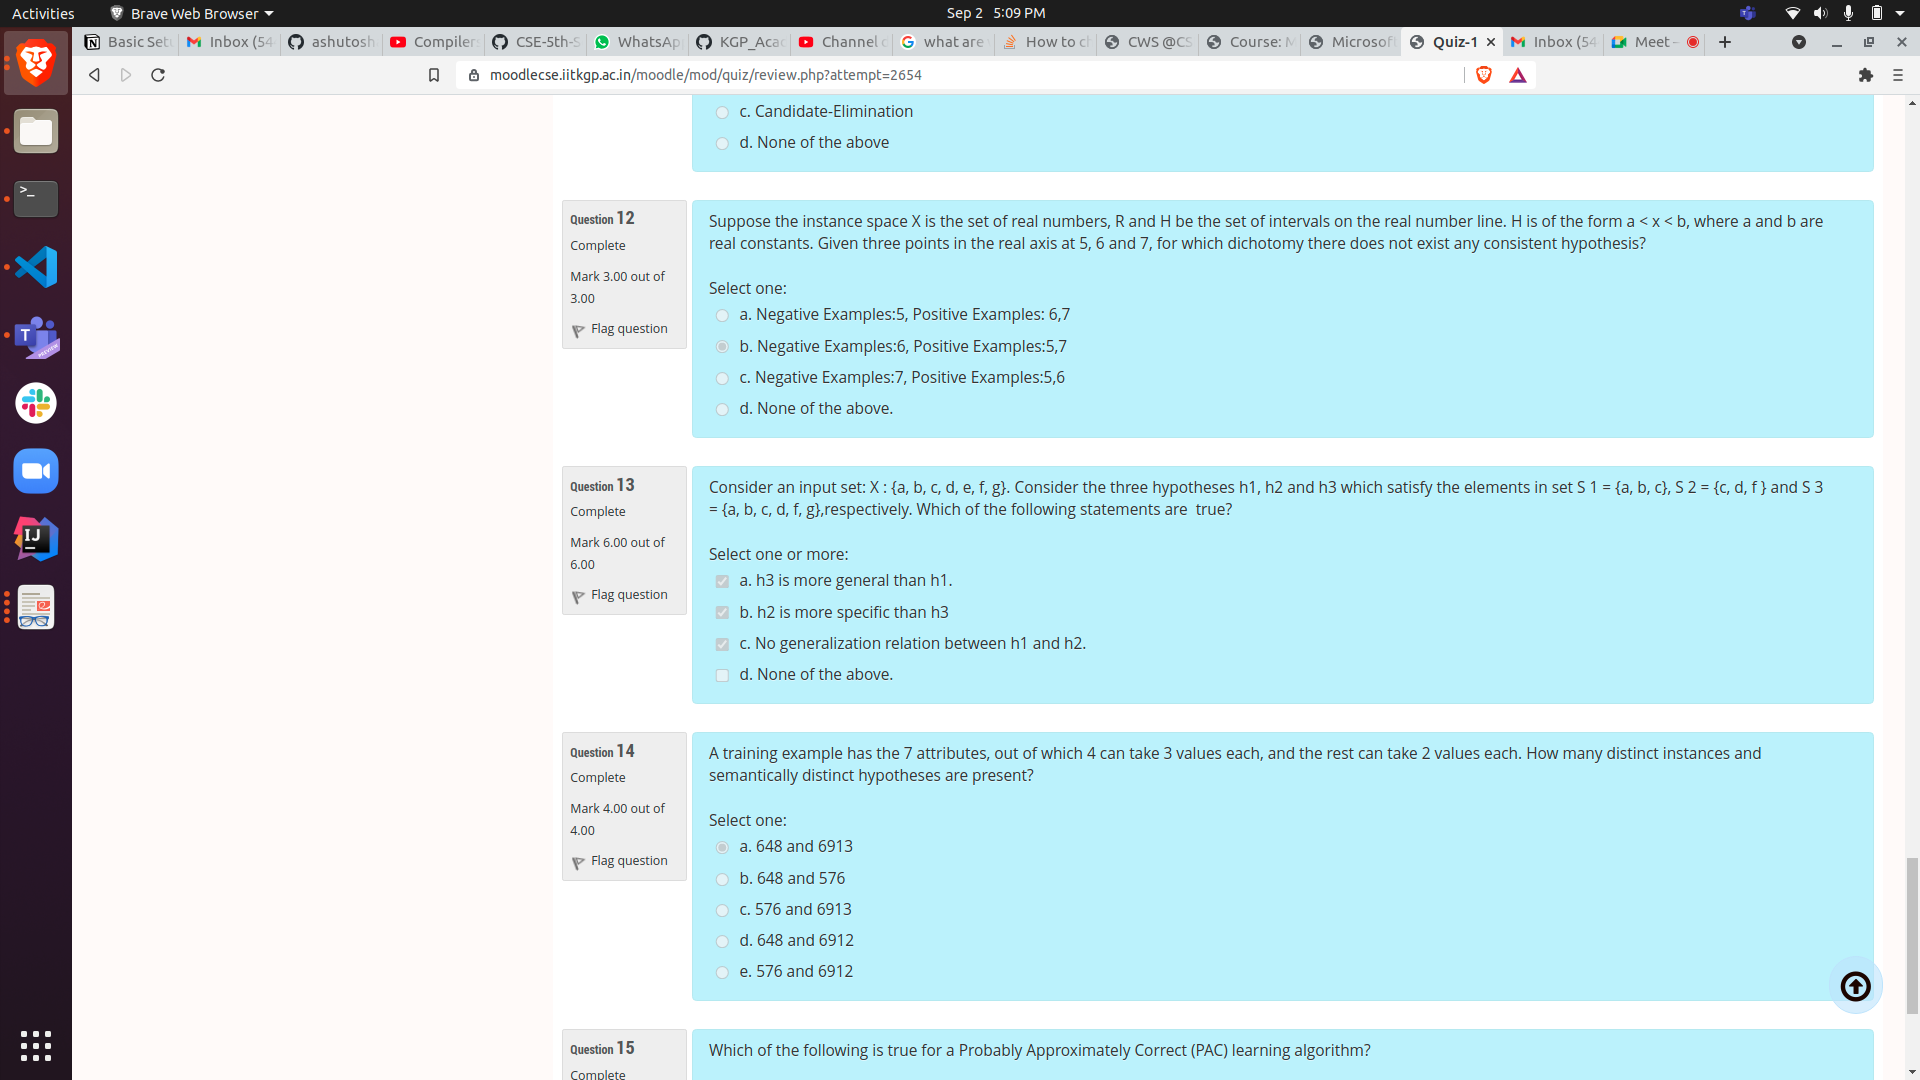 Activities
Brave Web Browser
Sep 2 5:09 PM
Basic Set
Inbox (54
ashutosh
Compiler
CSE-5th-S
WhatsAp
KGP_Acad
Channel
what are
How to c
CWS @CS
Course: M
Microsof
Quiz-1
Inbox (54
Meet -
moodlecse.iitkgp.ac.in/moodle/mod/quiz/review.php?attempt=2654
c. Candidate-Elimination
d. None of the above
Question 12
Complete
Mark 3.00 out of
3.00
Flag question
Suppose the instance space X is the set of real numbers, R and H be the set of intervals on the real number line. H is of the form a < x < b, where a and b are
real constants. Given three points in the real axis at 5, 6 and 7, for which dichotomy there does not exist any consistent hypothesis?
Select one:
a. Negative Examples:5, Positive Examples: 6,7
b. Negative Examples:6, Positive Examples:5,7
c. Negative Examples:7, Positive Examples:5,6
d. None of the above.
Question 13
Complete
Mark 6.00 out of
6.00
Flag question
Consider an input set: X : {a, b, c, d, e, f, g}. Consider the three hypotheses h1, h2 and h3 which satisfy the elements in set S 1 = {a, b, c}, S 2 = {c, d, f } and S 3
= {a, b, c, d, f, g},respectively. Which of the following statements are  true?
Select one or more:
a. h3 is more general than h1.
b. h2 is more specific than h3
c. No generalization relation between h1 and h2.
d. None of the above.
Question 14
Complete
Mark 4.00 out of
4.00
Flag question
A training example has the 7 attributes, out of which 4 can take 3 values each, and the rest can take 2 values each. How many distinct instances and
semantically distinct hypotheses are present?
Select one:
a. 648 and 6913
b. 648 and 576
c. 576 and 6913
d. 648 and 6912
e. 576 and 6912
Question 15
Complete
Which of the following is true for a Probably Approximately Correct (PAC) learning algorithm?